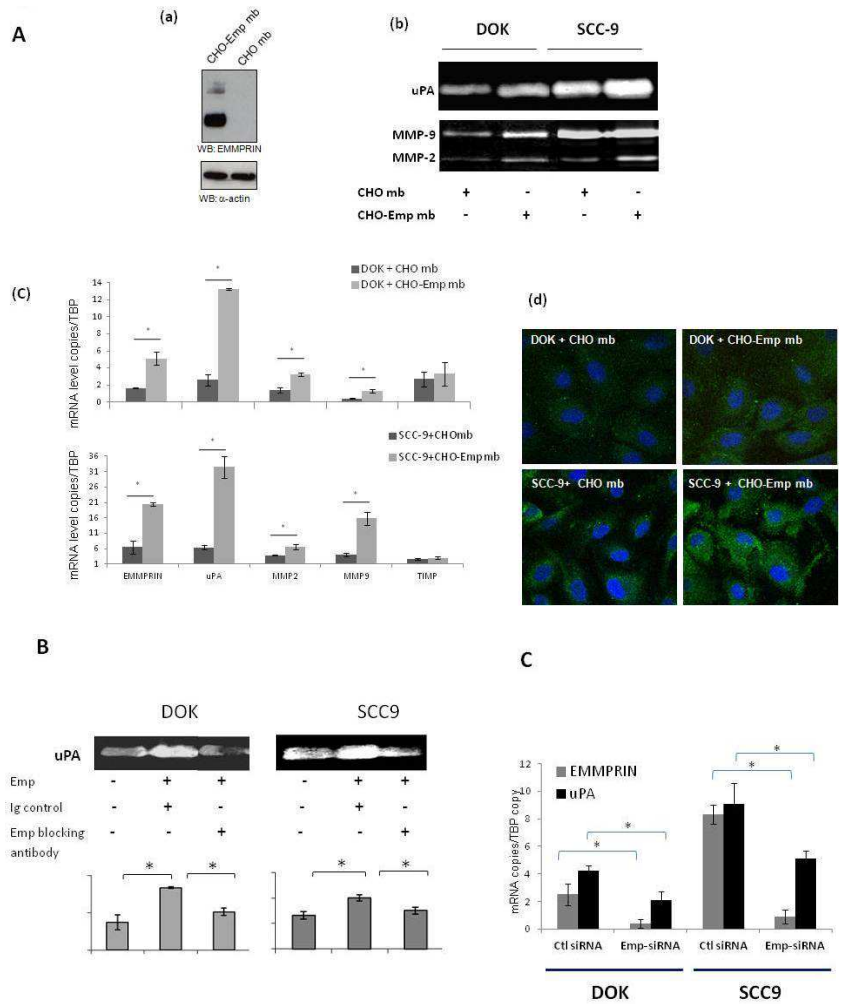 A
(a)
CHO-Emp mb
CHO mb
WB: EMMPRIN
WB: α-actin
(b)
DOK SCC-9
uPA
MMP-9
MMP-2
CHO mb + - + -
CHO-Emp mb - + - +
(C)
DOK + CHO mb
DOK + CHO-Emp mb
mRNA level copies/TBP
14
12
10
8
6
4
2
0
* * * *
SCC-9+CHOmb
SCC-9+CHO-Emp mb
mRNA level copies/TBP
36
31
26
21
16
11
6
1
* * * *
EMMPRIN uPA MMP2 MMP9 TIMP
(d)
DOK + CHO mb
DOK + CHO-Emp mb
SCC-9+ CHO mb
SCC-9 + CHO-Emp mb
B
DOK SCC9
uPA
Emp - + + - + +
Ig control - + - - + -
Emp blocking - - + - - +
antibody
* * * *
C
EMMPRIN
uPA
mRNA copies/TBP copy
12
10
8
6
4
2
0
* * * *
Ctl siRNA Emp-siRNA Ctl siRNA Emp-siRNA
DOK SCC9